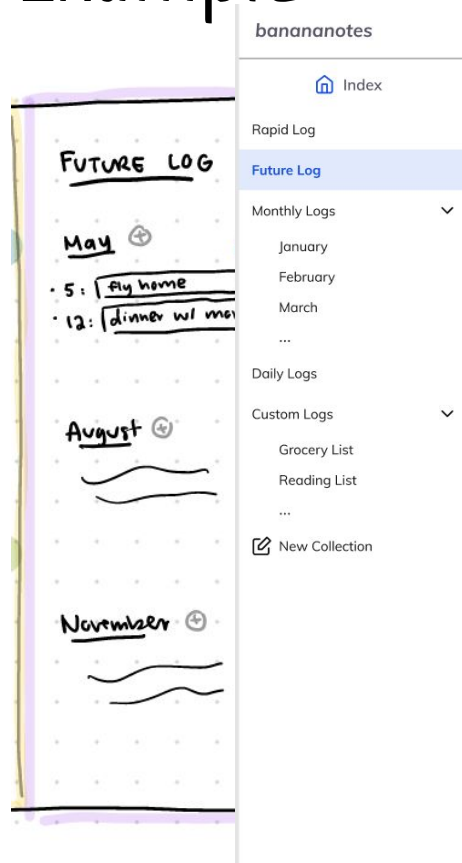 FUTURE LOG
May
• 5: fly home
• 12: dinner w/
August
November
banananotes
Index
Rapid Log
Future Log
Monthly Logs
January
February
March
...
Daily Logs
Custom Logs
Grocery List
Reading List
...
New Collection